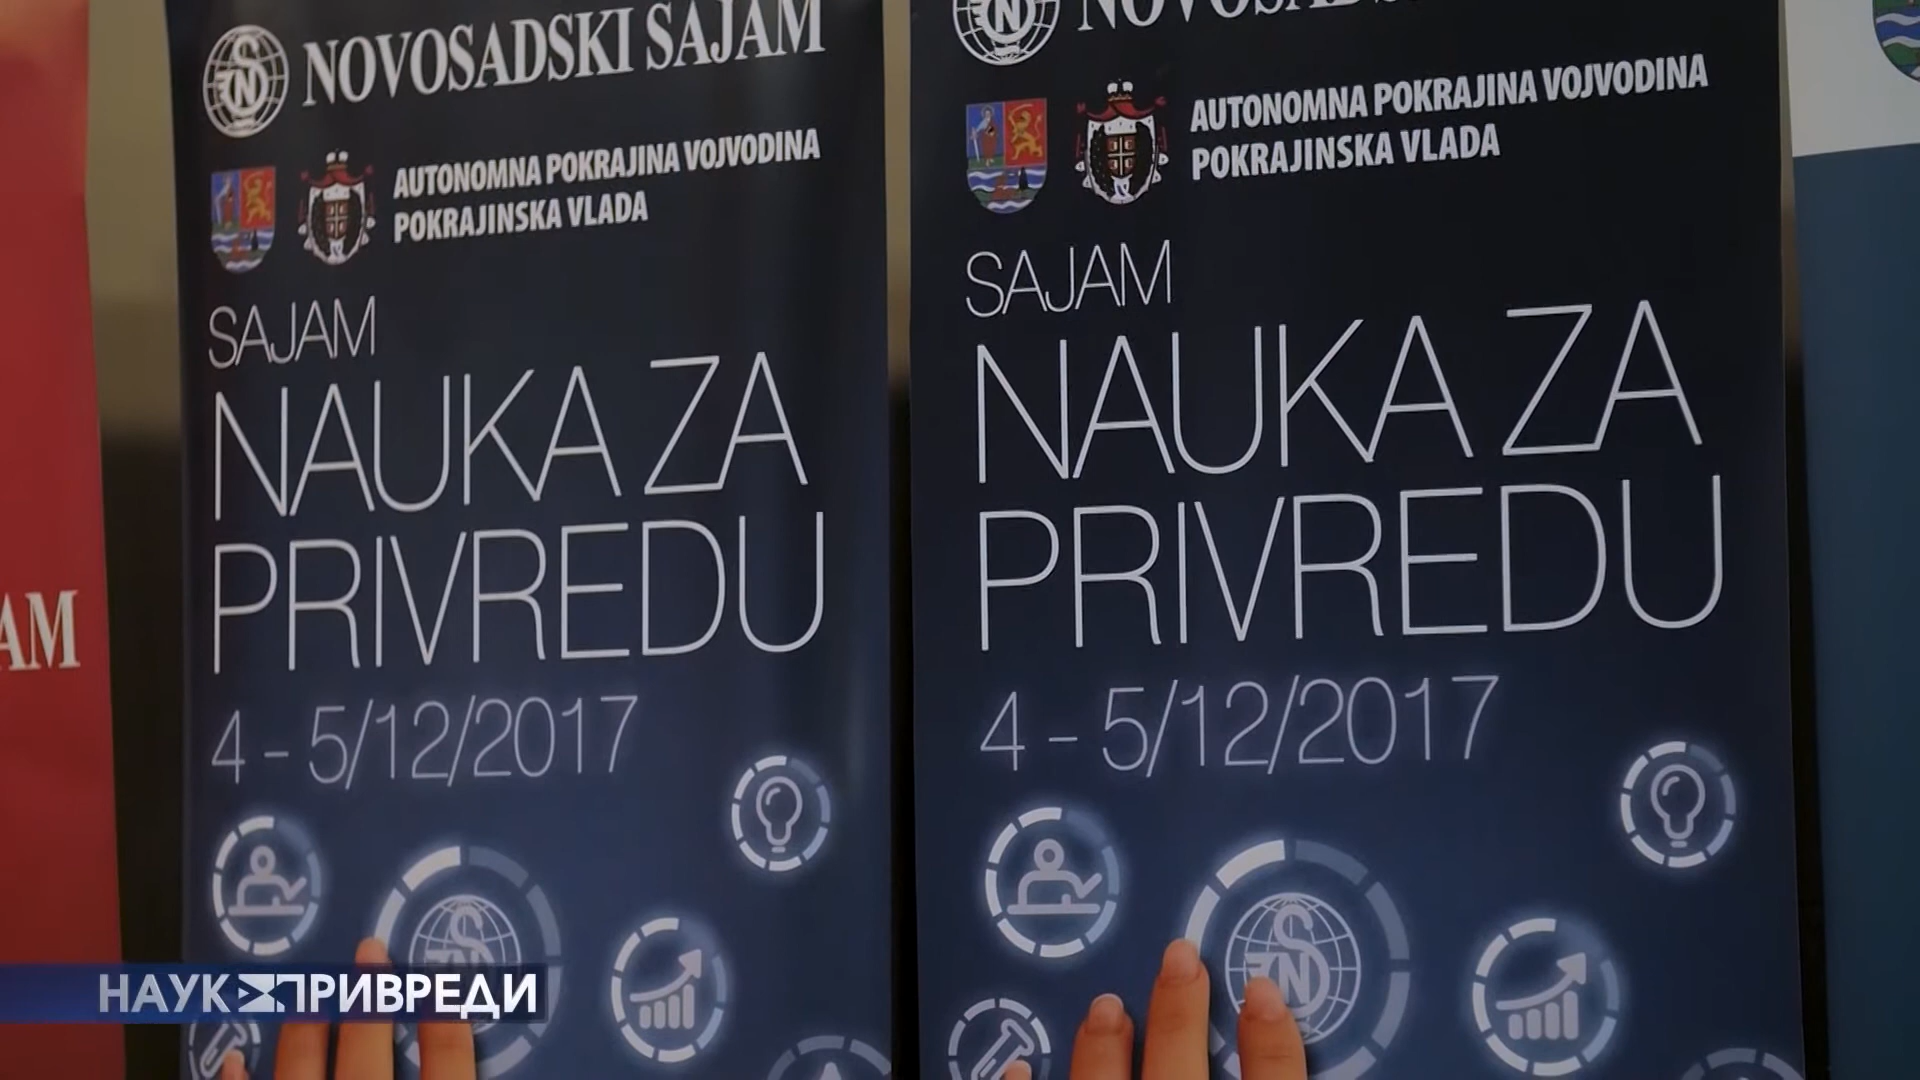 NOVOSADSKI SAJAM
AUTONOMNA POKRAJINA VOJVODINA
POKRAJINSKA VLADA
SAJAM
NAUKA ZA
PRIVREDU
4 - 5/12/2017
AUTONOMNA POKRAJINA VOJVODINA
POKRAJINSKA VLADA
SAJAM
NAUKA ZA
PRIVREDU
4 - 5/12/2017
AM
НАУК ПРИВРЕДИ